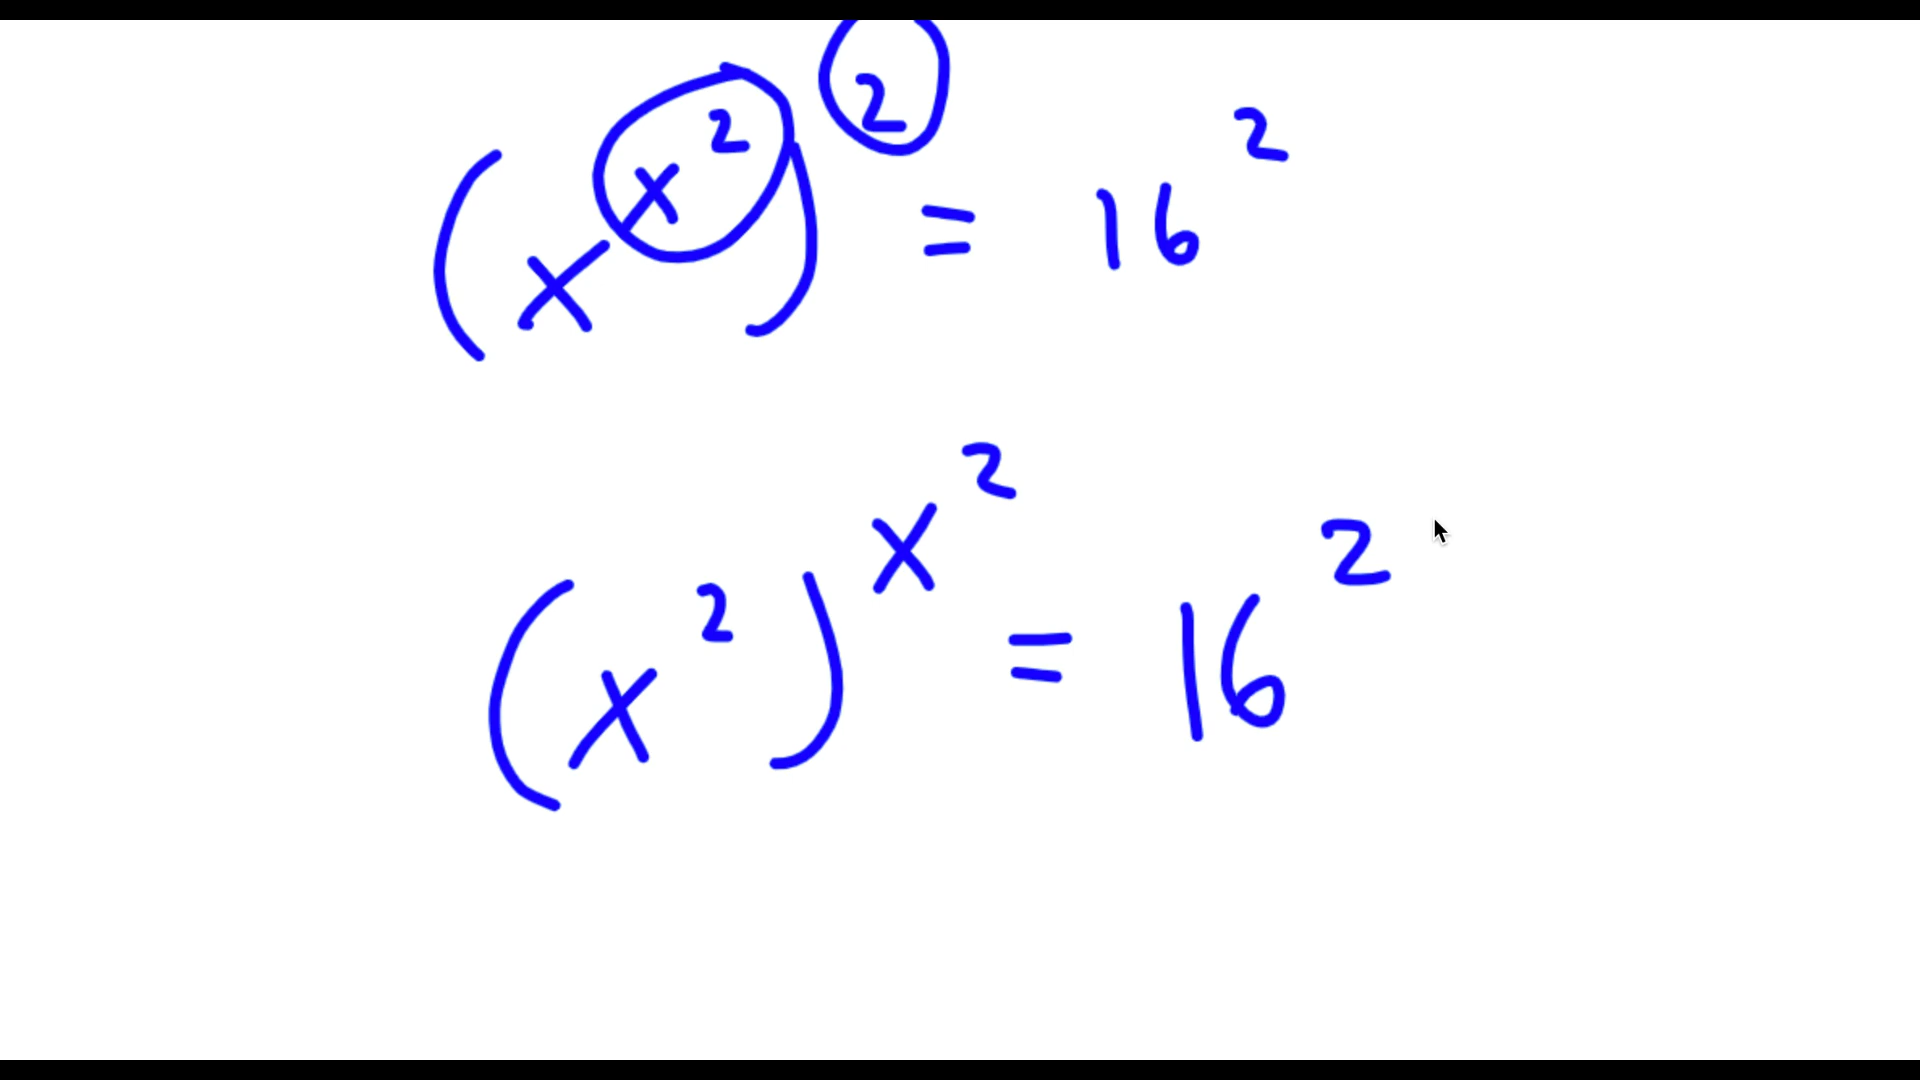 (x^{x^2})^2 = 16^2
(x^2)^{x^2} = 16^2